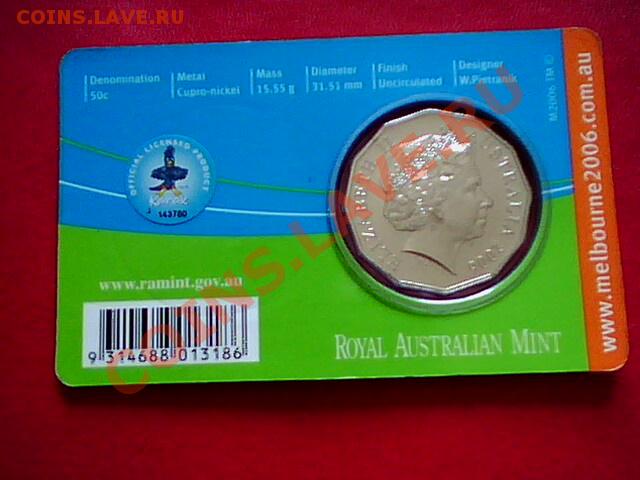 COINS.LAVE.RU
Denomination
50c
Metal
Cupro-nickel
Mass
15.55 g
Diameter
31.51 mm
Finish
Uncirculated
Designer
W.Pietranik
M2006 TM ©
www.melbourne2006.com.au
OFFICIAL LICENSED PRODUCT
143780
ELIZABETH II
AUSTRALIA
2006
www.ramint.gov.au
9 314688 013186
ROYAL AUSTRALIAN MINT
COINS.LAVE.RU